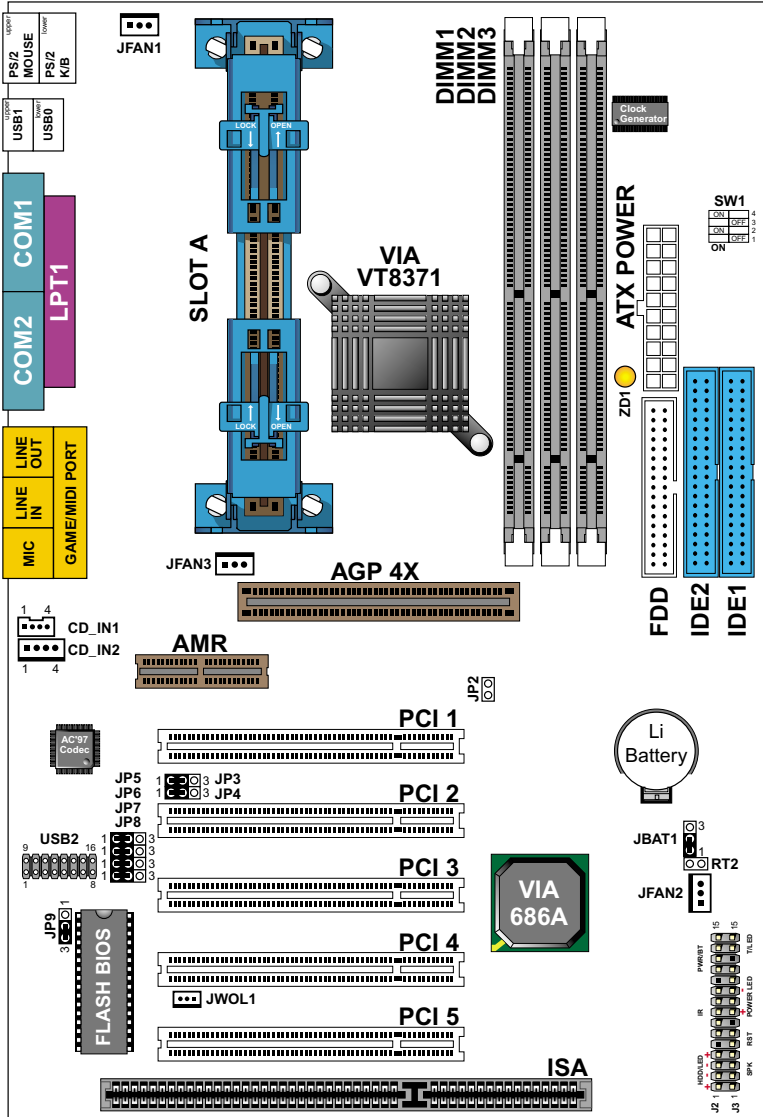 upper
PS/2
MOUSE
lower
PS/2
K/B
upper
USB1
lower
USB0
JFAN1
DIMM1
DIMM2
DIMM3
Clock
Generator
LOCK
OPEN
COM1
COM2
LPT1
SLOT A
VIA
VT8371
ATX POWER
SW1
ON 4
OFF 3
ON 2
OFF 1
ON
ZD1
LOCK
OPEN
LINE
OUT
LINE
IN
MIC
GAME/MIDI PORT
JFAN3
AGP 4X
FDD
IDE2
IDE1
1 4
CD_IN1
CD_IN2
1 4
AMR
JP2
AC'97
Codec
PCI 1
Li
Battery
JP5
JP6
JP7
JP8
1 3 JP3
1 3 JP4
PCI 2
USB2
9 16
1 8
1 3
1 3
1 3
1 3
JBAT1
3
1
RT2
PCI 3
VIA
686A
JFAN2
JP9
1
3
FLASH BIOS
PCI 4
JWOL1
PCI 5
ISA
15 15
PWR/BT
T/LED
IR
- POWER LED +
RST
HDD/LED
+ - - +
SPK
J2 1
J3 1